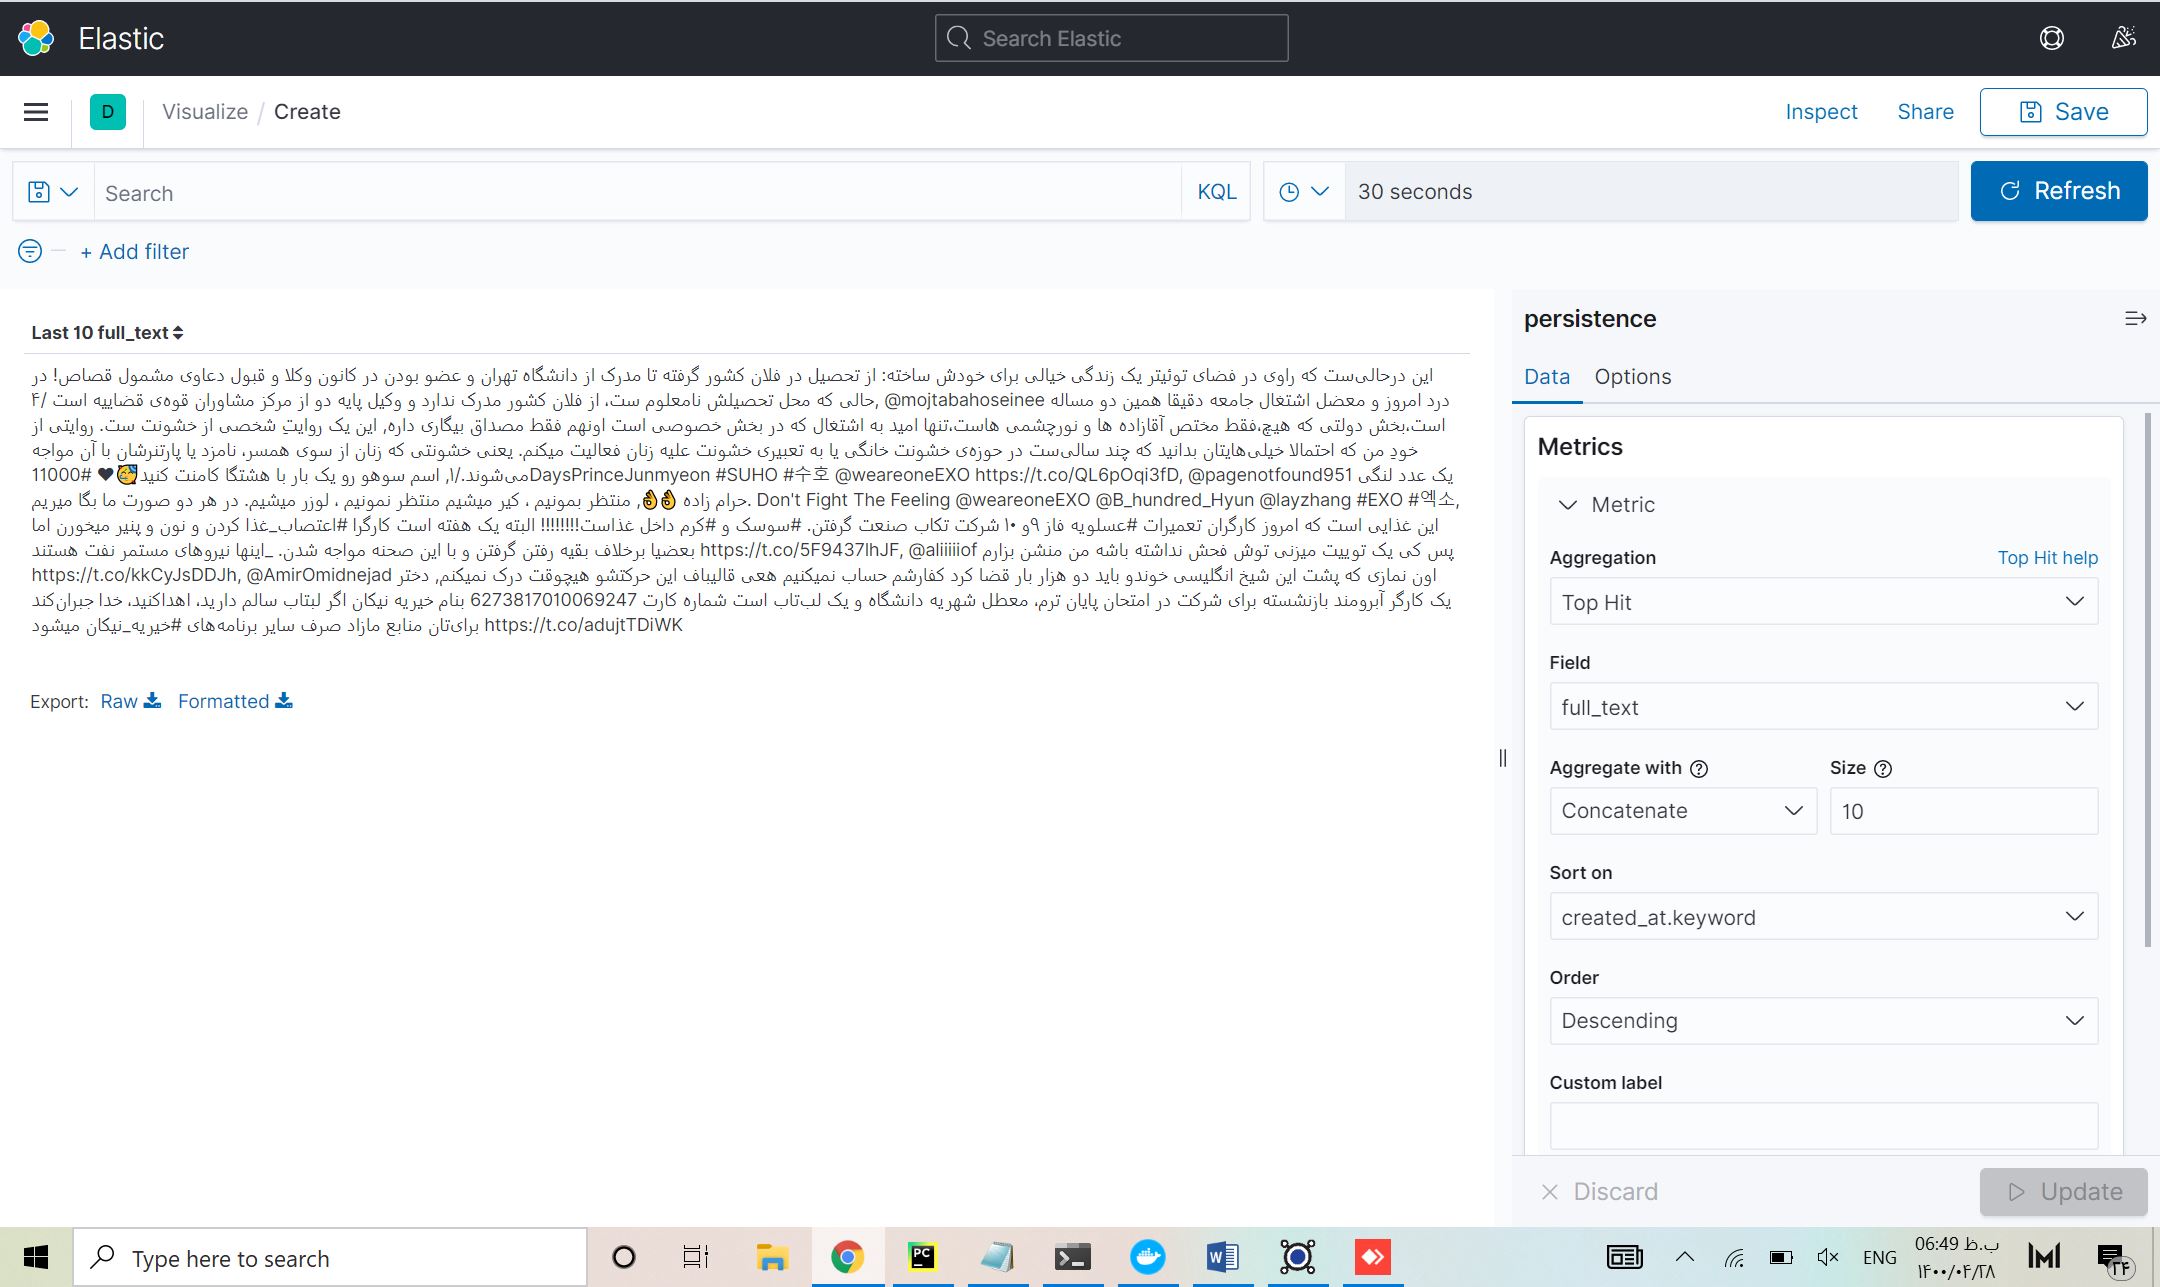 Elastic
Search Elastic
D
Visualize / Create
Inspect
Share
Save
Search
KQL
30 seconds
Refresh
+ Add filter
Last 10 full_text
این درحالی‌ست که راوی در فضای توئیتر یک زندگی خیالی برای خودش ساخته: از تحصیل در فلان کشور گرفته تا مدرک از دانشگاه تهران و عضو بودن در کانون وکلا و قبول دعاوی مشمول قصاص! در
درد امروز و معضل اشتغال جامعه دقیقا همین دو مساله @mojtabahoseinee ,حالی که محل تحصیلش نامعلوم ست، از فلان کشور مدرک ندارد و وکیل پایه دو از مرکز مشاوران قوه‌ی قضاییه است /۴
است،بخش دولتی که هیچ،فقط مختص آقازاده ها و نورچشمی هاست،تنها امید به اشتغال که در بخش خصوصی است اونهم فقط مصداق بیگاری داره, این یک روایتِ شخصی از خشونت ست. روایتی از
خودِ من که احتمالا خیلی‌هایتان بدانید که چند سالی‌ست در حوزه‌ی خشونت خانگی یا به تعبیری خشونت علیه زنان فعالیت میکنم. یعنی خشونتی که زنان از سوی همسر، نامزد یا پارتنرشان با آن مواجه
می‌شوند./۱, اسم سوهو رو یک بار با هشتگا کامنت کنید🥳❤ #11000DaysPrinceJunmyeon #SUHO #수호 @weareoneEXO https://t.co/QL6pOqi3fD, @pagenotfound951 یک عدد لنگی
حرام زاده 👌👌, منتظر بمونیم ، کیر میشیم منتظر نمونیم ، لوزر میشیم. در هر دو صورت ما بگا میریم. Don't Fight The Feeling @weareoneEXO @B_hundred_Hyun @layzhang #EXO #엑소,
این غذایی است که امروز کارگران تعمیرات #عسلویه فاز ۹و ۱۰ شرکت تکاب صنعت گرفتن. #سوسک و #کرم داخل غذاست!!!!!!!! البته یک هفته است کارگرا #اعتصاب_غذا کردن و نون و پنیر میخورن اما
بعضیا برخلاف بقیه رفتن گرفتن و با این صحنه مواجه شدن. _اینها نیروهای مستمر نفت هستند https://t.co/5F9437lhJF, @aliiiiiof پس کی یک توییت میزنی توش فحش نداشته باشه من منشن بزارم
https://t.co/kkCyJsDDJh, @AmirOmidnejad اون نمازی که پشت این شیخ انگلیسی خوندو باید دو هزار بار قضا کرد کفارشم حساب نمیکنیم هعی قالیباف این حرکتشو هیچوقت درک نمیکنم, دختر
یک کارگر آبرومند بازنشسته برای شرکت در امتحان پایان ترم، معطل شهریه دانشگاه و یک لب‌تاب است شماره کارت 6273817010069247 بنام خیریه نیکان اگر لبتاب سالم دارید، اهداکنید، خدا جبران‌کند
برای‌تان منابع مازاد صرف سایر برنامه‌های #خیریه_نیکان میشود https://t.co/adujtTDiWK
Export: Raw Formatted
persistence
Data Options
Metrics
Metric
Aggregation
Top Hit help
Top Hit
Field
full_text
Aggregate with
Size
Concatenate
10
Sort on
created_at.keyword
Order
Descending
Custom label
Discard
Update
Type here to search
PC
ENG
06:49 ب.ظ
۱۴۰۰/۰۴/۲۸
۲۴